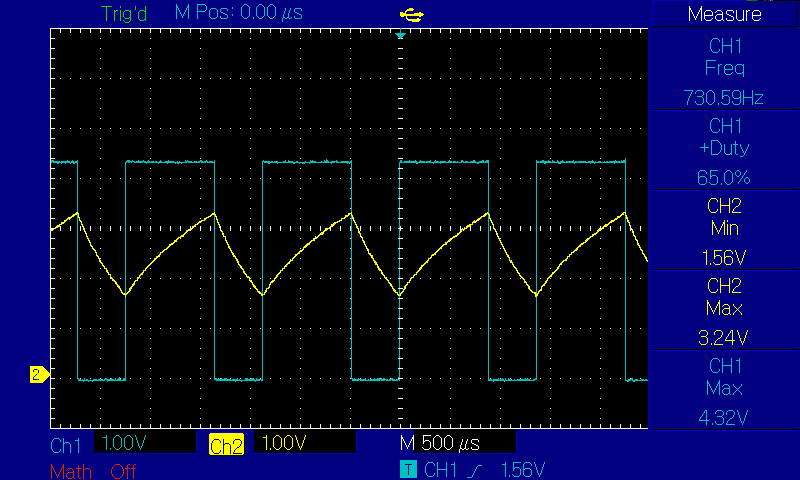 Trig'd M Pos: 0.00 µs Measure
CH1
Freq
730.59Hz
CH1
+Duty
65.0%
CH2
Min
1.56V
CH2
Max
3.24V
CH1
Max
4.32V
2
Ch1 1.00V Ch2 1.00V M 500 µs
Math Off T CH1 1.56V